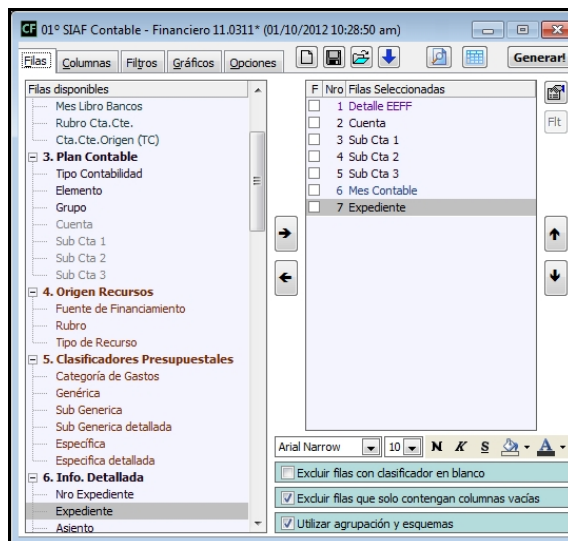 CF 01º SIAF Contable - Financiero 11.0311* (01/10/2012 10:28:50 am)
Filas Columnas Filtros Gráficos Opciones Generar!
Filas disponibles
Mes Libro Bancos
Rubro Cta.Cte.
Cta.Cte.Origen (TC)
3. Plan Contable
Tipo Contabilidad
Elemento
Grupo
Cuenta
Sub Cta 1
Sub Cta 2
Sub Cta 3
4. Origen Recursos
Fuente de Financiamiento
Rubro
Tipo de Recurso
5. Clasificadores Presupuestales
Categoría de Gastos
Genérica
Sub Generica
Sub Generica detallada
Específica
Especifica detallada
6. Info. Detallada
Nro Expediente
Expediente
Asiento
F Nro Filas Seleccionadas
1 Detalle EEFF
2 Cuenta
3 Sub Cta 1
4 Sub Cta 2
5 Sub Cta 3
6 Mes Contable
7 Expediente
Flt
Arial Narrow 10 N K S A
Excluir filas con clasificador en blanco
Excluir filas que solo contengan columnas vacías
Utilizar agrupación y esquemas